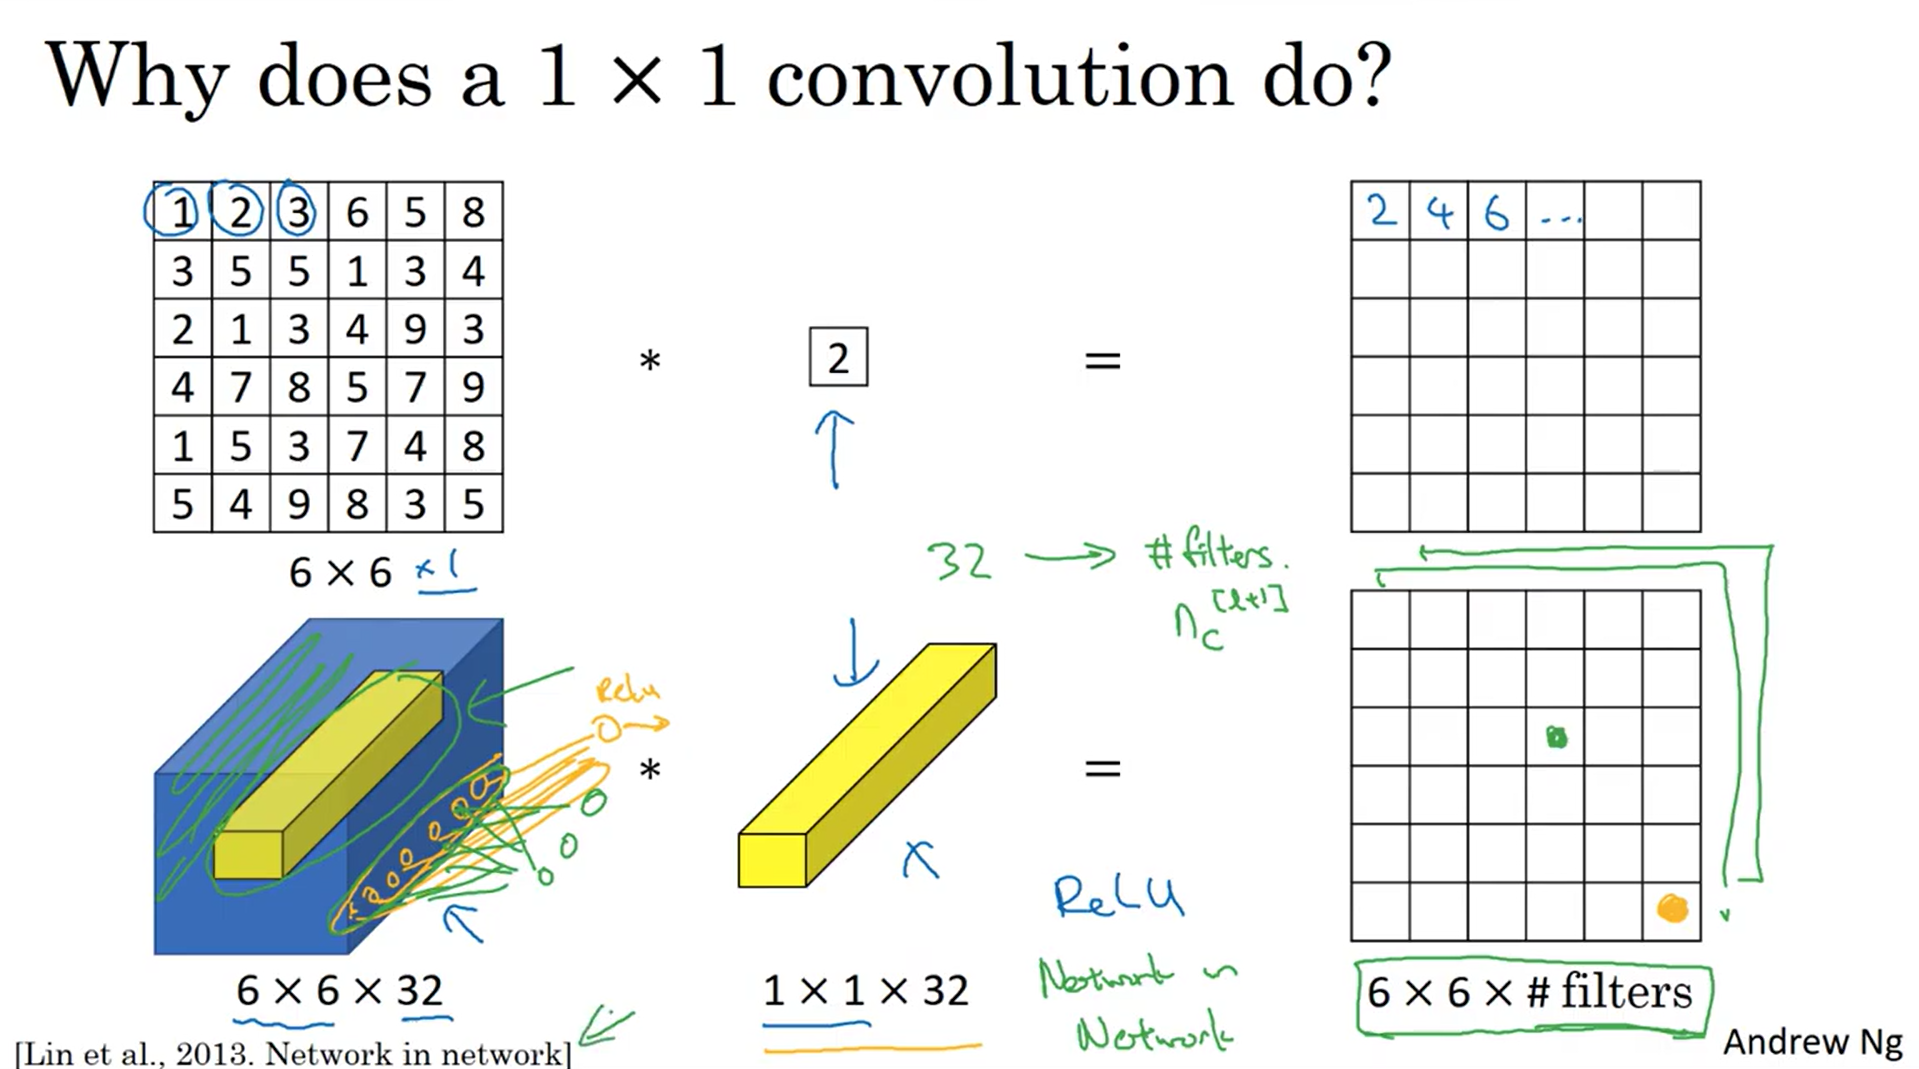 Why does a 1 × 1 convolution do?
1 2 3 6 5 8
3 5 5 1 3 4
2 1 3 4 9 3
4 7 8 5 7 9
1 5 3 7 4 8
5 4 9 8 3 5
6 × 6 × 1
*
2
=
2 4 6 ...
32 → # filters.
n_c^[l+1]
ReLU
*
=
ReLU
6 × 6 × 32
1 × 1 × 32
Network in
Network
6 × 6 × # filters
[Lin et al., 2013. Network in network]
Andrew Ng